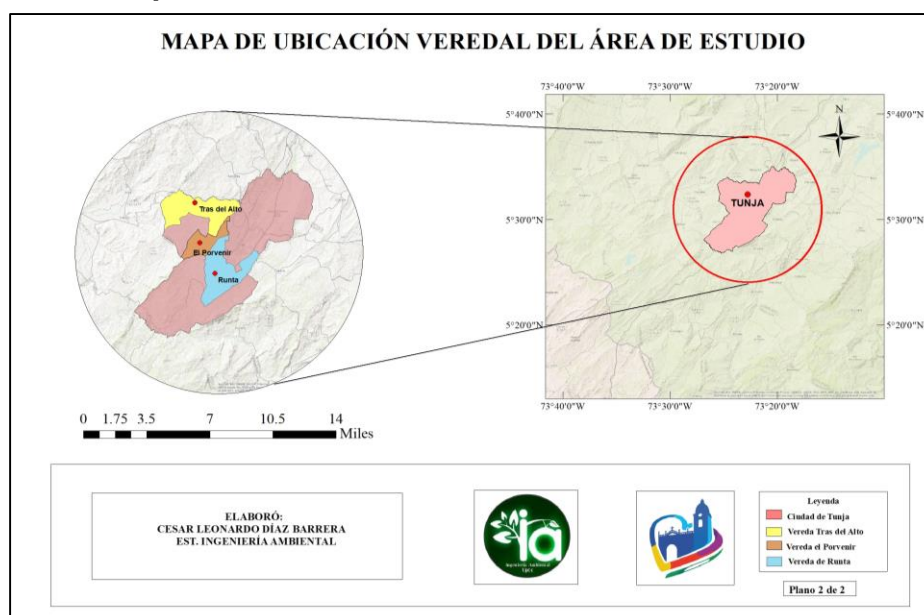 MAPA DE UBICACIÓN VEREDAL DEL ÁREA DE ESTUDIO
73°40'0"W 73°30'0"W 73°20'0"W
5°40'0"N 5°40'0"N
N
Tras del Alto
El Porvenir
Runta
TUNJA
5°30'0"N 5°30'0"N
5°20'0"N 5°20'0"N
73°40'0"W 73°30'0"W 73°20'0"W
0 1.75 3.5 7 10.5 14
Miles
ELABORÓ:
CESAR LEONARDO DÍAZ BARRERA
EST. INGENIERÍA AMBIENTAL
ia
Ingeniería Ambiental
Leyenda
Ciudad de Tunja
Vereda Tras del Alto
Vereda el Porvenir
Vereda de Runta
Plano 2 de 2